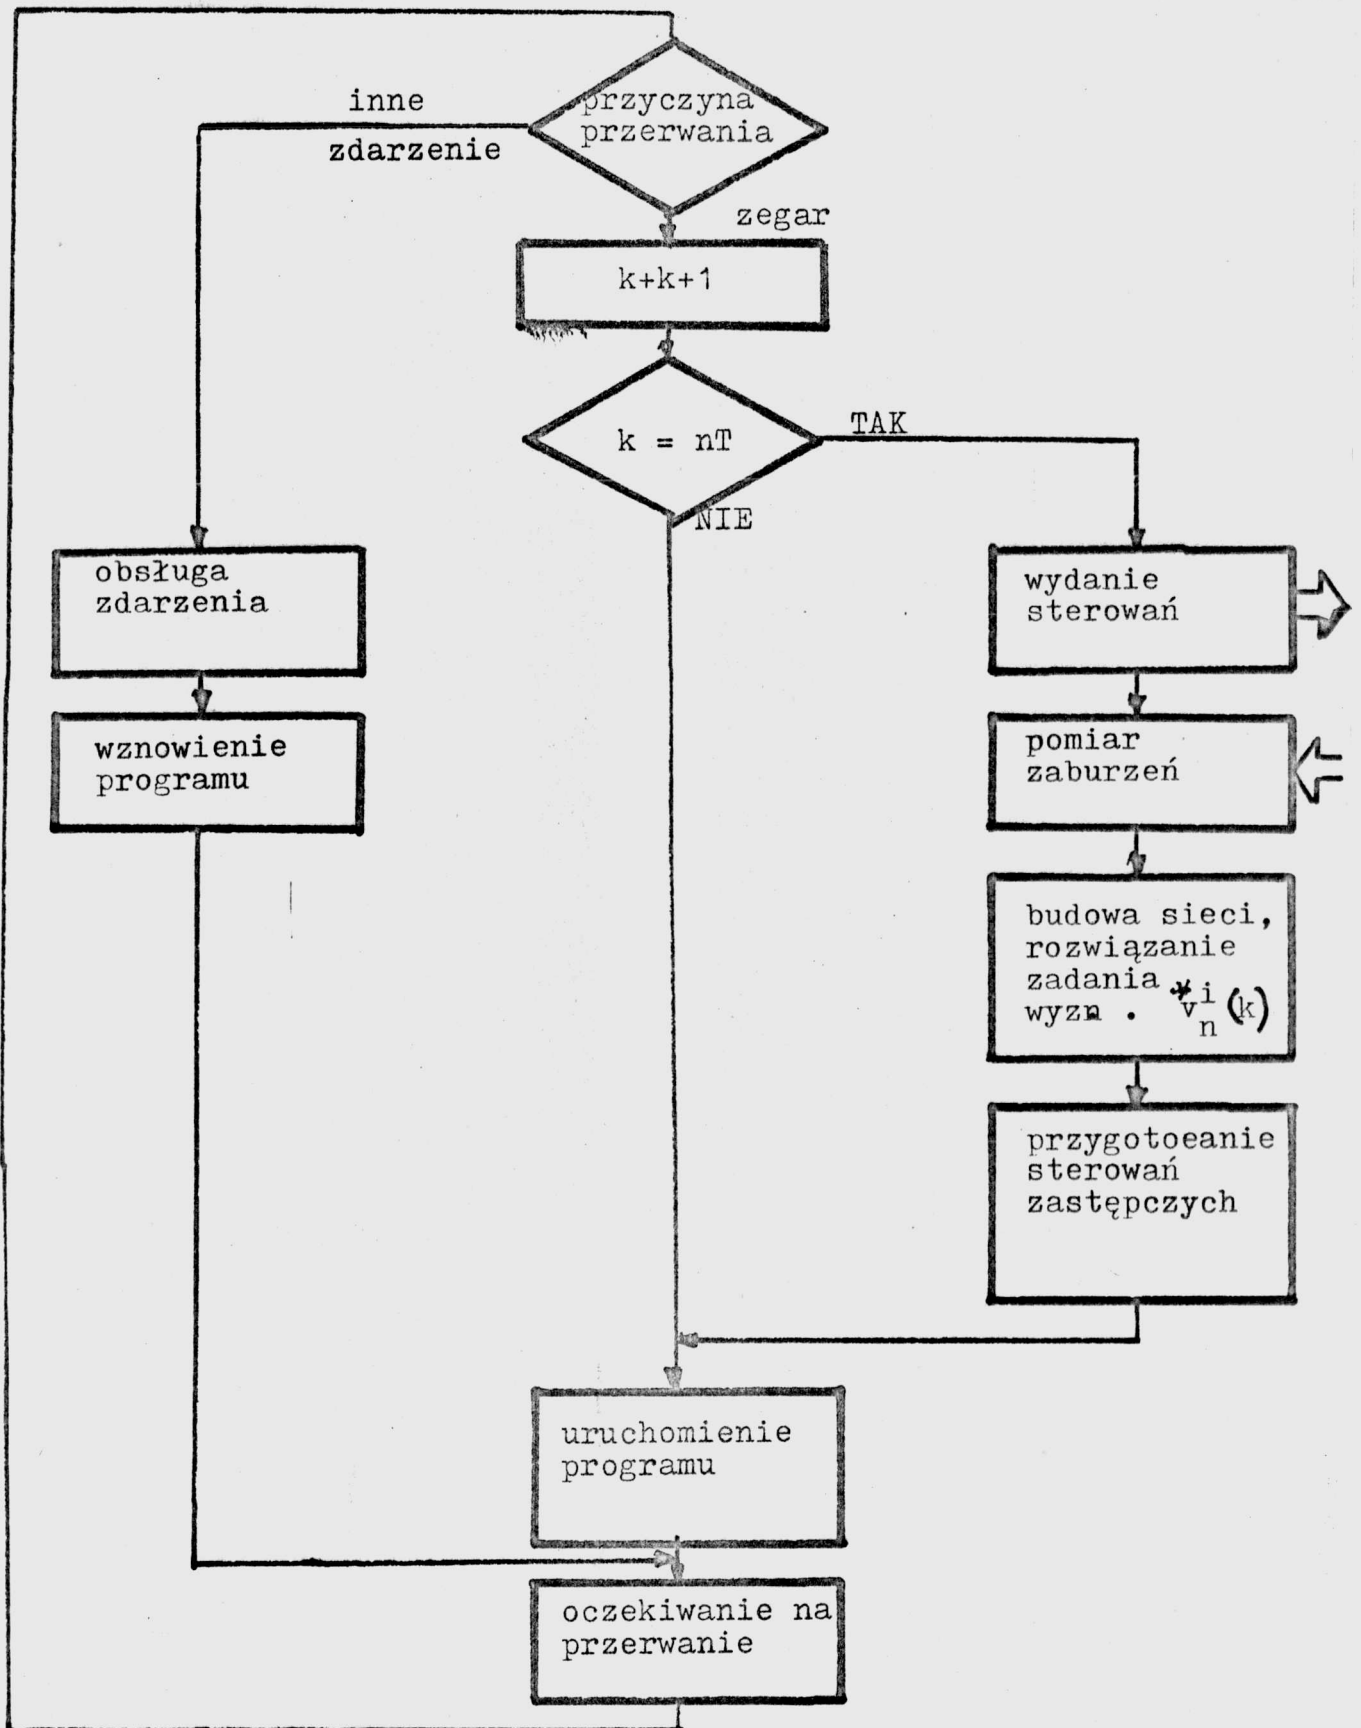 przyczyna
przerwania
inne
zdarzenie
zegar
k+k+1
k = nT
TAK
NIE
obsługa
zdarzenia
wznowienie
programu
wydanie
sterowań
pomiar
zaburzeń
budowa sieci,
rozwiązanie
zadania
wyzn . *v_n^i(k)
przygotoeanie
sterowań
zastępczych
uruchomienie
programu
oczekiwanie na
przerwanie